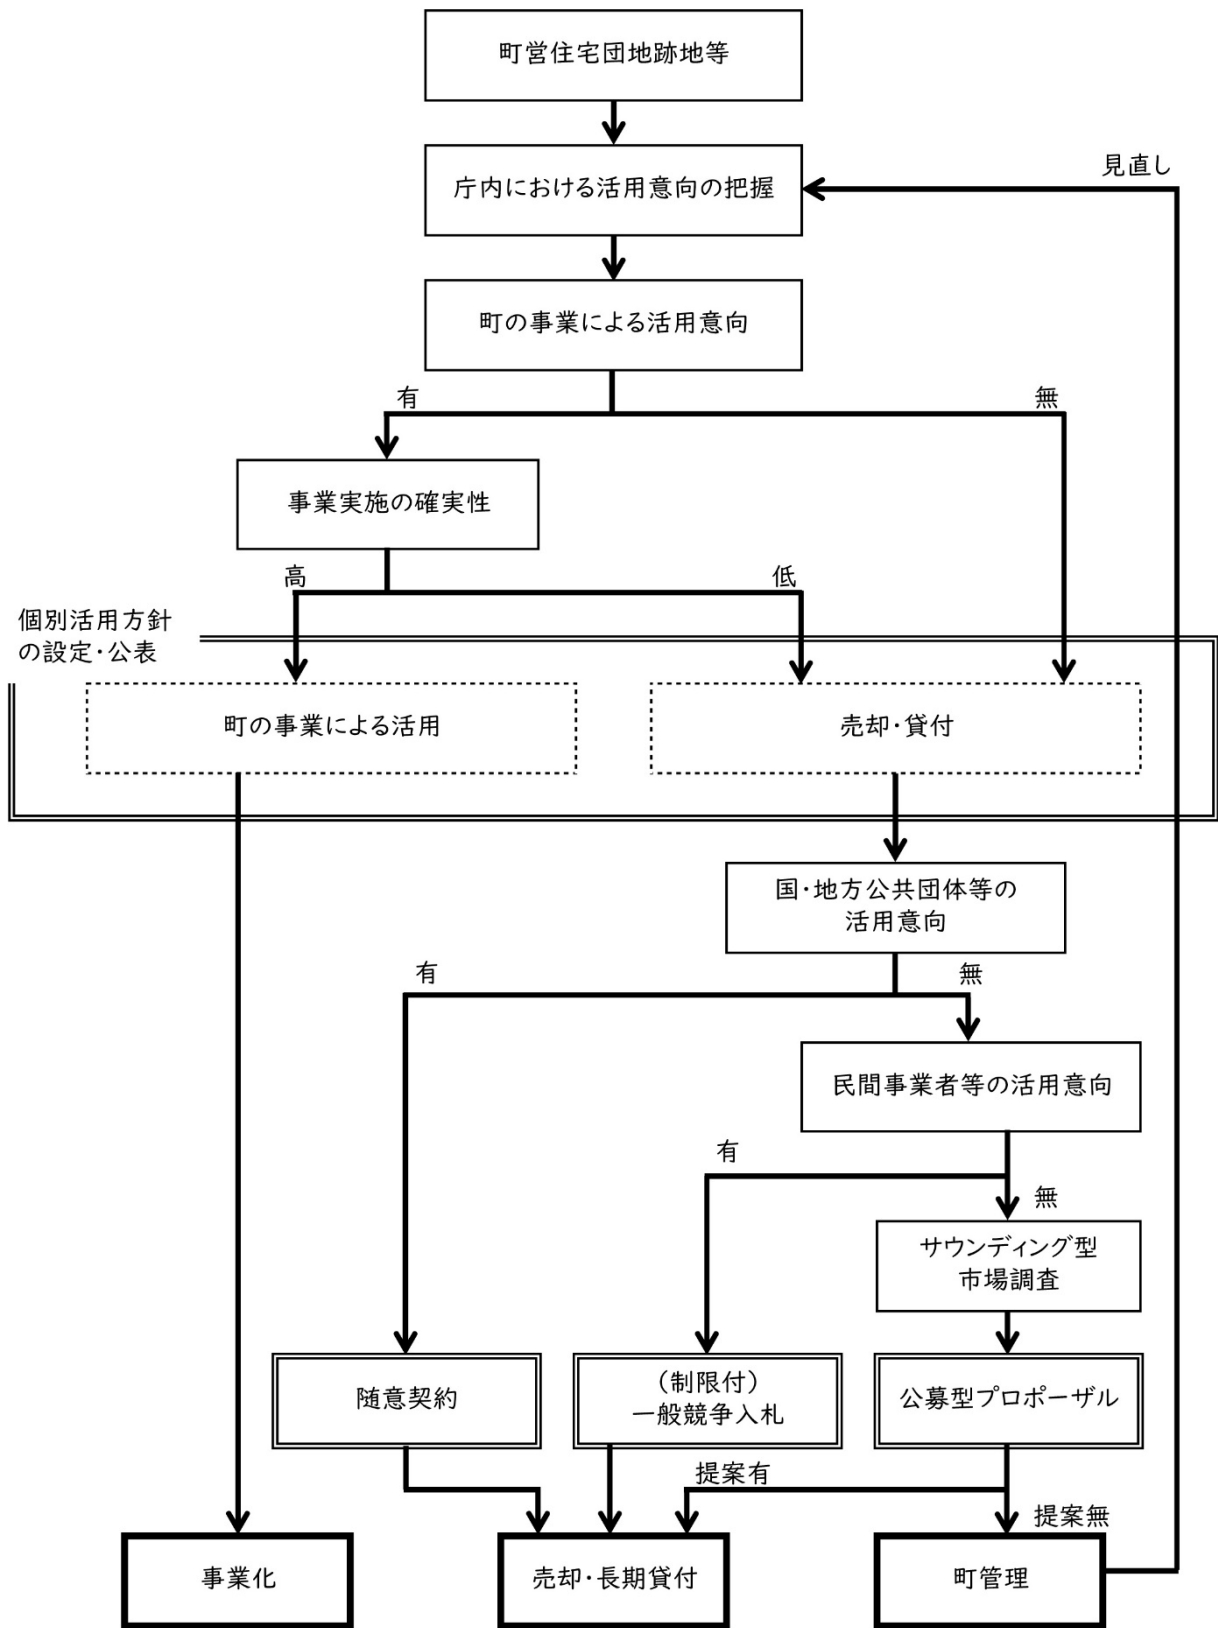 町営住宅団地跡地等
見直し
庁内における活用意向の把握
町の事業による活用意向
有
無
事業実施の確実性
高
低
個別活用方針
の設定・公表
町の事業による活用
売却・貸付
国・地方公共団体等の
活用意向
有
無
民間事業者等の活用意向
有
無
サウンディング型
市場調査
随意契約
（制限付）
一般競争入札
公募型プロポーザル
提案有
提案無
事業化
売却・長期貸付
町管理